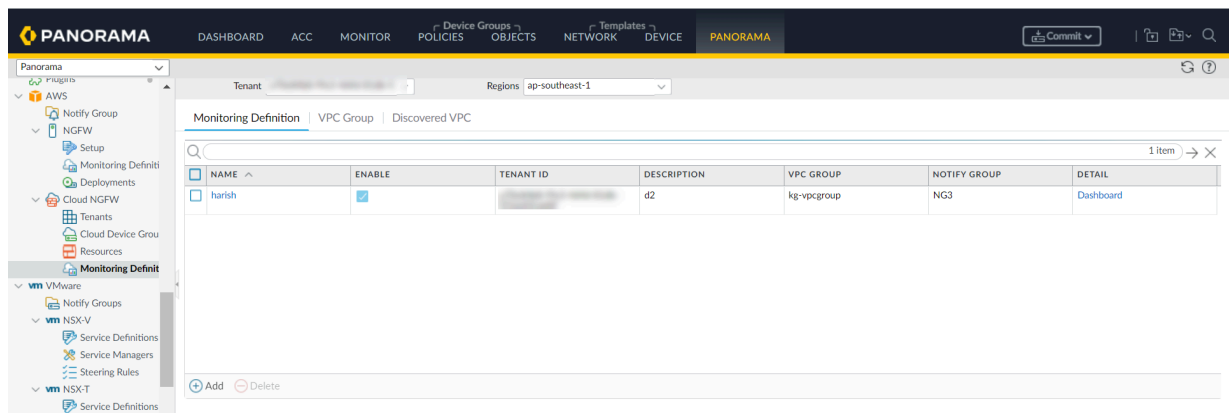 Device Groups
Templates
PANORAMA
DASHBOARD
ACC
MONITOR
POLICIES
OBJECTS
NETWORK
DEVICE
PANORAMA
Commit
Panorama
Plugins
AWS
Notify Group
NGFW
Setup
Monitoring Definiti
Deployments
Cloud NGFW
Tenants
Cloud Device Grou
Resources
Monitoring Definit
vm VMware
Notify Groups
vm NSX-V
Service Definitions
Service Managers
Steering Rules
vm NSX-T
Service Definitions
Tenant
Regions ap-southeast-1
Monitoring Definition | VPC Group | Discovered VPC
1 item
NAME ENABLE TENANT ID DESCRIPTION VPC GROUP NOTIFY GROUP DETAIL
harish d2 kg-vpcgroup NG3 Dashboard
Add Delete